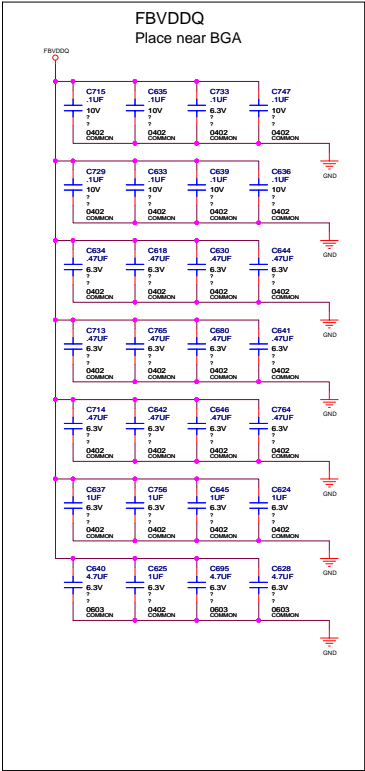 FBVDDQ
Place near BGA
FBVDDQ
C715 C635 C733 C747
.1UF .1UF .1UF .1UF
10V 10V 6.3V 10V
? ? ? ?
? ? ? ?
0402 0402 0402 0402
COMMON COMMON COMMON COMMON
GND
C729 C633 C639 C636
.1UF .1UF .1UF .1UF
10V 10V 10V 10V
? ? ? ?
? ? ? ?
0402 0402 0402 0402
COMMON COMMON COMMON COMMON
GND
C634 C618 C630 C644
.47UF .47UF .47UF .47UF
6.3V 6.3V 6.3V 6.3V
? ? ? ?
? ? ? ?
0402 0402 0402 0402
COMMON COMMON COMMON COMMON
GND
C713 C765 C680 C641
.47UF .47UF .47UF .47UF
6.3V 6.3V 6.3V 6.3V
? ? ? ?
? ? ? ?
0402 0402 0402 0402
COMMON COMMON COMMON COMMON
GND
C714 C642 C646 C764
.47UF .47UF .47UF .47UF
6.3V 6.3V 6.3V 6.3V
? ? ? ?
? ? ? ?
0402 0402 0402 0402
COMMON COMMON COMMON COMMON
GND
C637 C756 C645 C624
1UF 1UF 1UF 1UF
6.3V 6.3V 6.3V 6.3V
? ? ? ?
? ? ? ?
0402 0402 0402 0402
COMMON COMMON COMMON COMMON
GND
C640 C625 C695 C628
4.7UF 1UF 4.7UF 4.7UF
6.3V 6.3V 6.3V 6.3V
? ? ? ?
? ? ? ?
0603 0402 0603 0603
COMMON COMMON COMMON COMMON
GND